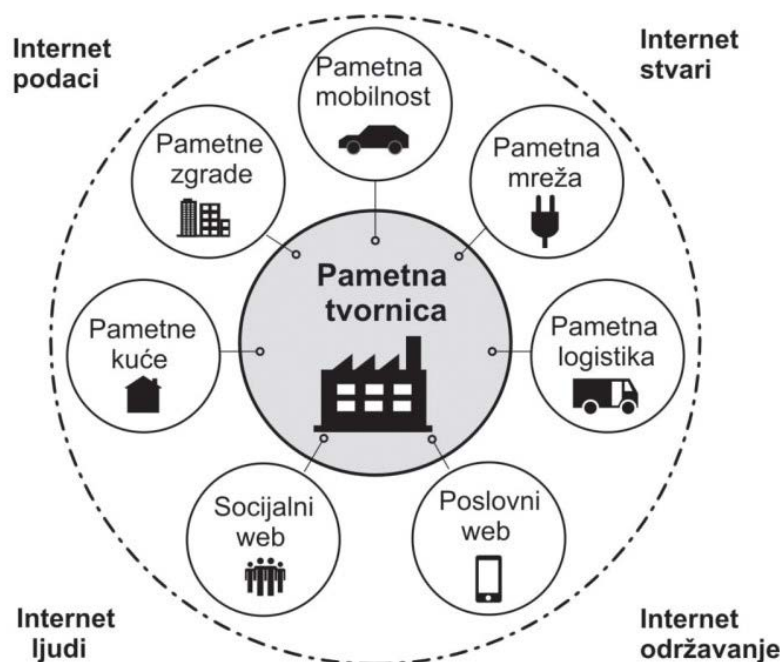 Internet
podaci
Internet
stvari
Pametna
mobilnost
Pametne
zgrade
Pametna
mreža
Pametna
tvornica
Pametne
kuće
Pametna
logistika
Socijalni
web
Poslovni
web
Internet
ljudi
Internet
održavanje